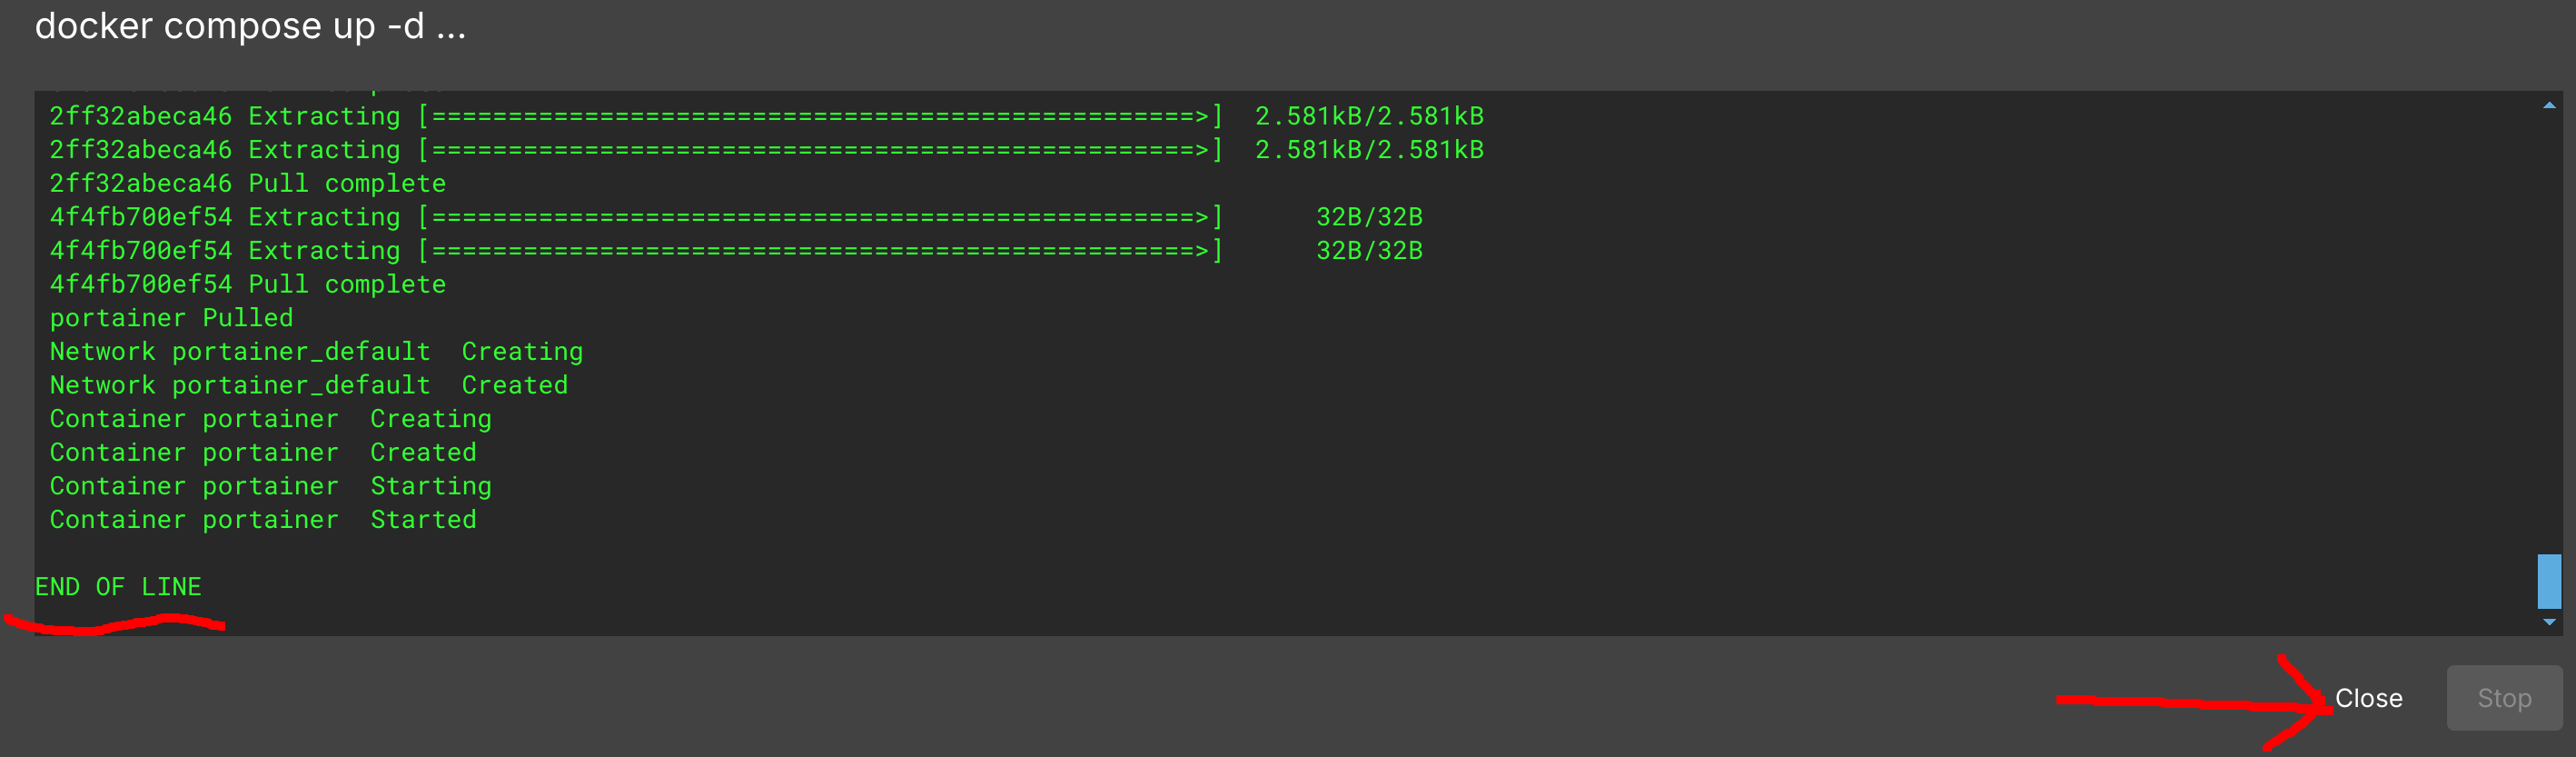 docker compose up -d ...
2ff32abeca46 Extracting [==================================================>]  2.581kB/2.581kB
2ff32abeca46 Extracting [==================================================>]  2.581kB/2.581kB
2ff32abeca46 Pull complete
4f4fb700ef54 Extracting [==================================================>]      32B/32B
4f4fb700ef54 Extracting [==================================================>]      32B/32B
4f4fb700ef54 Pull complete
portainer Pulled
Network portainer_default  Creating
Network portainer_default  Created
Container portainer  Creating
Container portainer  Created
Container portainer  Starting
Container portainer  Started
END OF LINE
Close Stop